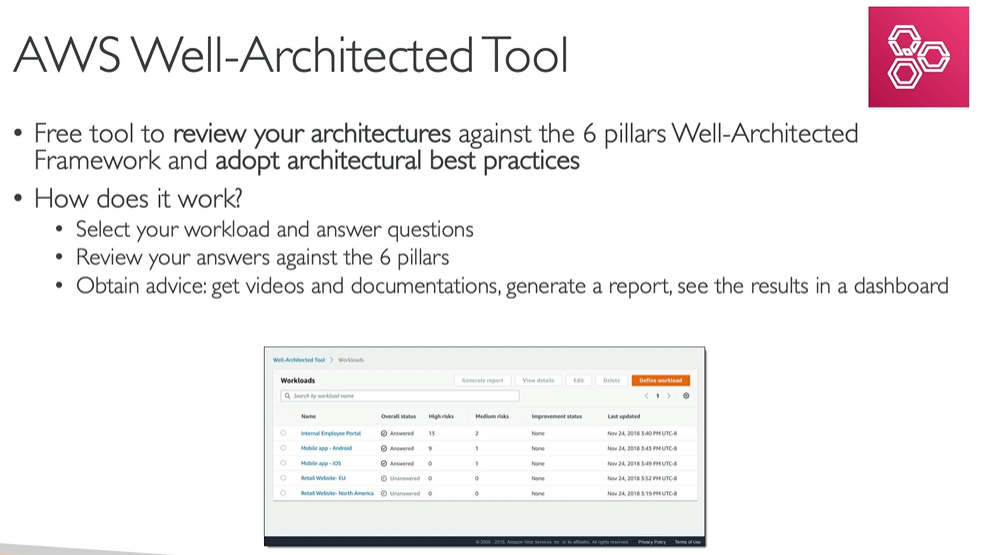 AWS Well-Architected Tool
• Free tool to review your architectures against the 6 pillars Well-Architected
Framework and adopt architectural best practices
• How does it work?
• Select your workload and answer questions
• Review your answers against the 6 pillars
• Obtain advice: get videos and documentations, generate a report, see the results in a dashboard
Well-Architected Tool > Workloads
Workloads Generate report View details Edit Delete Define workload
Search by workload name < 1 >
Name Overall status High risks Medium risks Improvement status Last updated
Internal Employee Portal Answered 13 2 None Nov 24, 2018 3:40 PM UTC-8
Mobile app - Android Answered 9 1 None Nov 24, 2018 3:43 PM UTC-8
Mobile app - iOS Answered 0 1 None Nov 24, 2018 3:49 PM UTC-8
Retail Website- EU Unanswered 0 0 None Nov 24, 2018 3:52 PM UTC-8
Retail Website- North America Unanswered 0 0 None Nov 24, 2018 3:19 PM UTC-8
© 2008 - 2018, Amazon Web Services, Inc. or its affiliates. All rights reserved. Privacy Policy Terms of Use